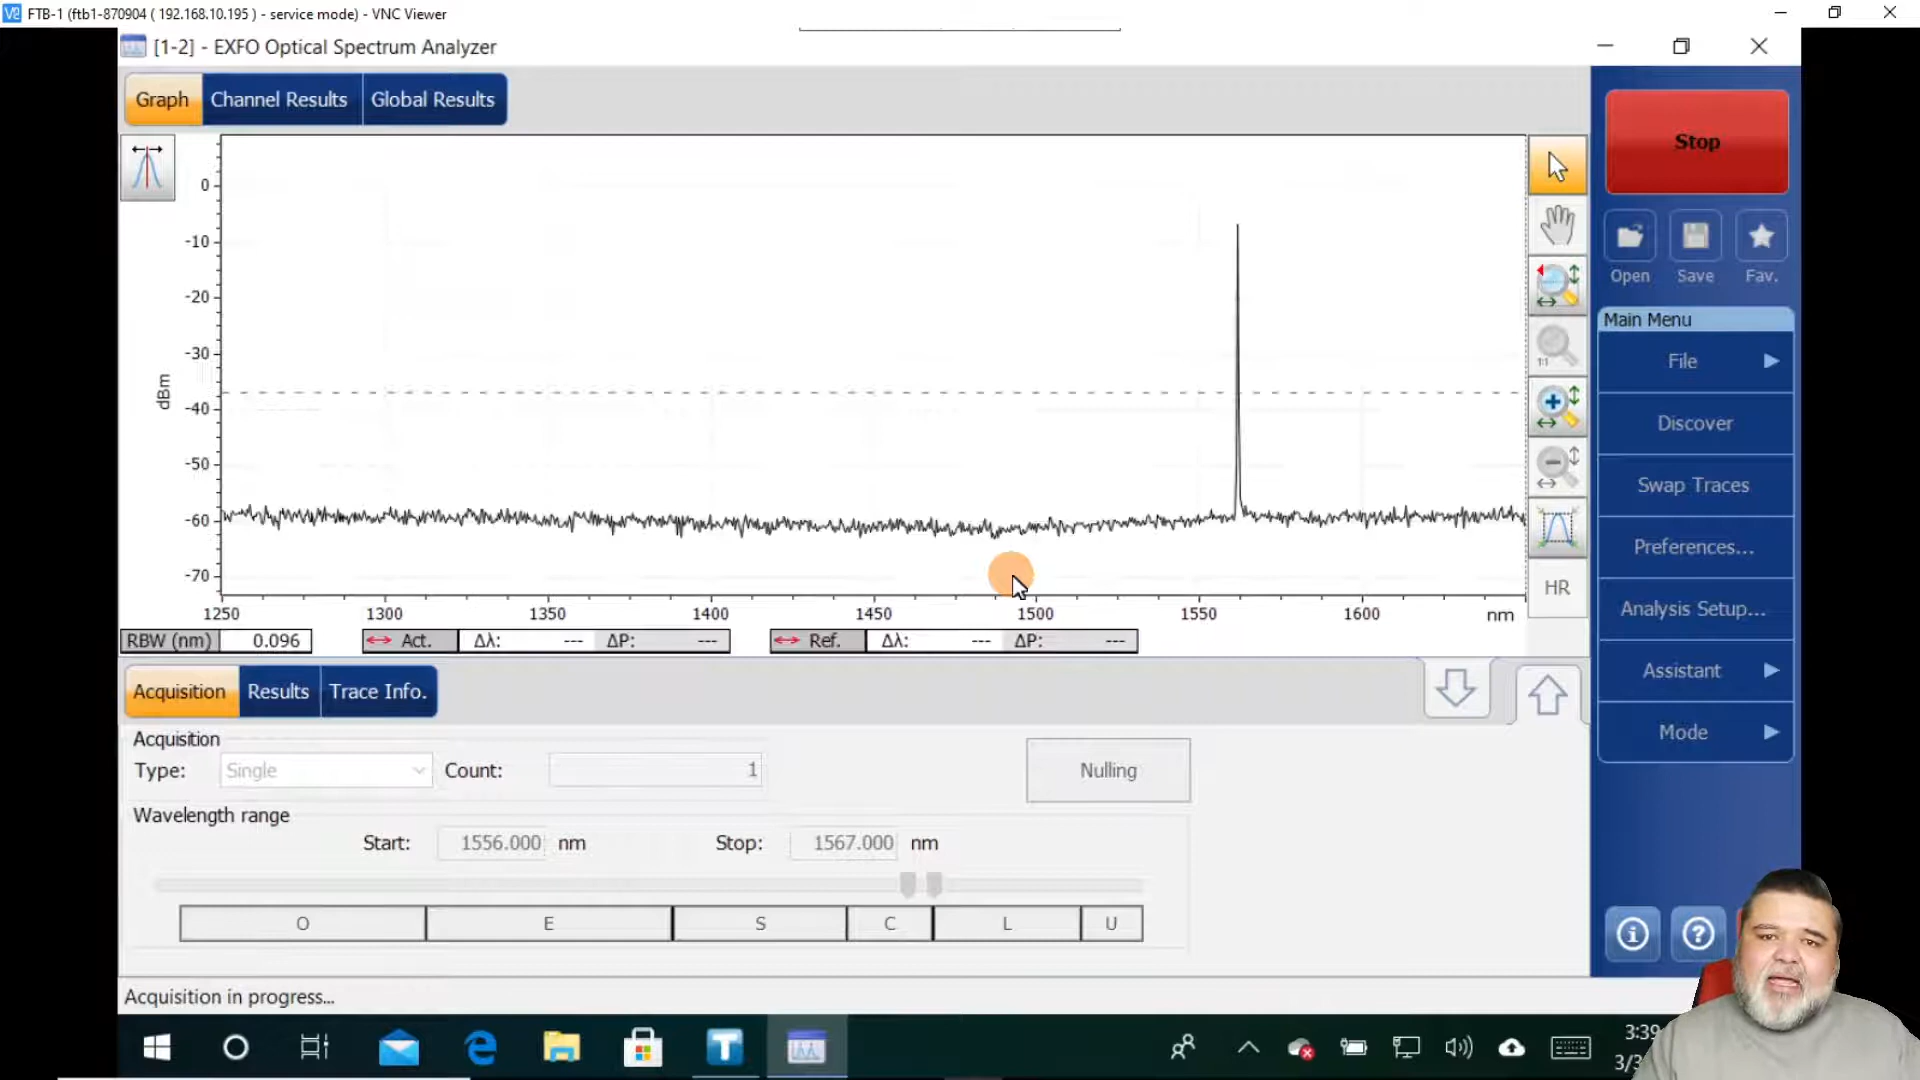 FTB-1 (ftb1-870904 ( 192.168.10.195 ) - service mode) - VNC Viewer
[1-2] - EXFO Optical Spectrum Analyzer
Graph Channel Results Global Results
Stop
0
-10
-20
-30
-40
-50
-60
-70
dBm
1:1
HR
1250 1300 1350 1400 1450 1500 1550 1600 nm
RBW (nm) 0.096 Act. Δλ: --- ΔP: --- Ref. Δλ: --- ΔP: ---
Open Save Fav.
Main Menu
File
Discover
Swap Traces
Preferences...
Analysis Setup...
Assistant
Mode
Acquisition Results Trace Info.
Acquisition
Type: Single Count: 1 Nulling
Wavelength range
Start: 1556.000 nm Stop: 1567.000 nm
O E S C L U
Acquisition in progress...